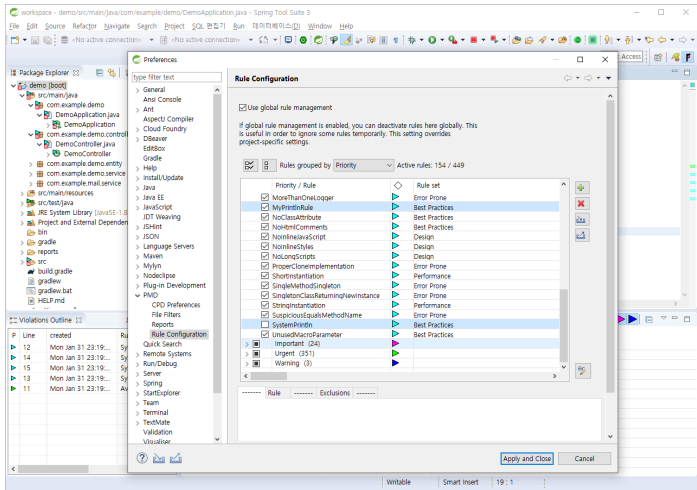 workspace - demo/src/main/java/com/example/demo/DemoApplication.java - Spring Tool Suite 3
File Edit Source Refactor Navigate Search Project SQL 편집기 Run 데이터베이스(D) Window Help
<No active connection>
<No active connection>
Access
Package Explorer
demo [boot]
src/main/java
com.example.demo
DemoApplication.java
DemoApplication
com.example.demo.controll
DemoController.java
DemoController
com.example.demo.entity
com.example.demo.service
com.example.mail.service
src/main/resources
src/test/java
JRE System Library [JavaSE-1.8
Project and External Dependen
bin
gradle
reports
src
build.gradle
gradlew
gradlew.bat
HELP.md
Violations Outline
P Line created Ru
12 Mon Jan 31 23:19:... Sy
14 Mon Jan 31 23:19:... Sy
15 Mon Jan 31 23:19:... Sy
13 Mon Jan 31 23:19:... Sy
11 Mon Jan 31 23:19:... Av
Preferences
type filter text
General
Ansi Console
Ant
AspectJ Compiler
Cloud Foundry
DBeaver
EditBox
Gradle
Help
Install/Update
Java
Java EE
JavaScript
JDT Weaving
JSHint
JSON
Language Servers
Maven
Mylyn
Nodeclipse
Plug-in Development
PMD
CPD Preferences
File Filters
Reports
Rule Configuration
Quick Search
Remote Systems
Run/Debug
Server
Spring
StartExplorer
Team
Terminal
TextMate
Validation
Visualiser
Rule Configuration
Use global rule management
If global rule management is enabled, you can deactivate rules here globally. This
is useful in order to ignore some rules temporarily. This setting overrides
project-specific settings.
Rules grouped by Priority Active rules: 154 / 449
Priority / Rule Rule set
MoreThanOneLogger Error Prone
MyPrintlnRule Best Practices
NoClassAttribute Best Practices
NoHtmlComments Best Practices
NoInlineJavaScript Design
NoInlineStyles Design
NoLongScripts Design
ProperCloneImplementation Error Prone
ShortInstantiation Performance
SingleMethodSingleton Error Prone
SingletonClassReturningNewInstance Error Prone
StringInstantiation Performance
SuspiciousEqualsMethodName Error Prone
SystemPrintln Best Practices
UnusedMacroParameter Best Practices
Important (24)
Urgent (351)
Warning (3)
------- Rule ------- Exclusions -------
Apply and Close Cancel
Writable Smart Insert 19 : 1